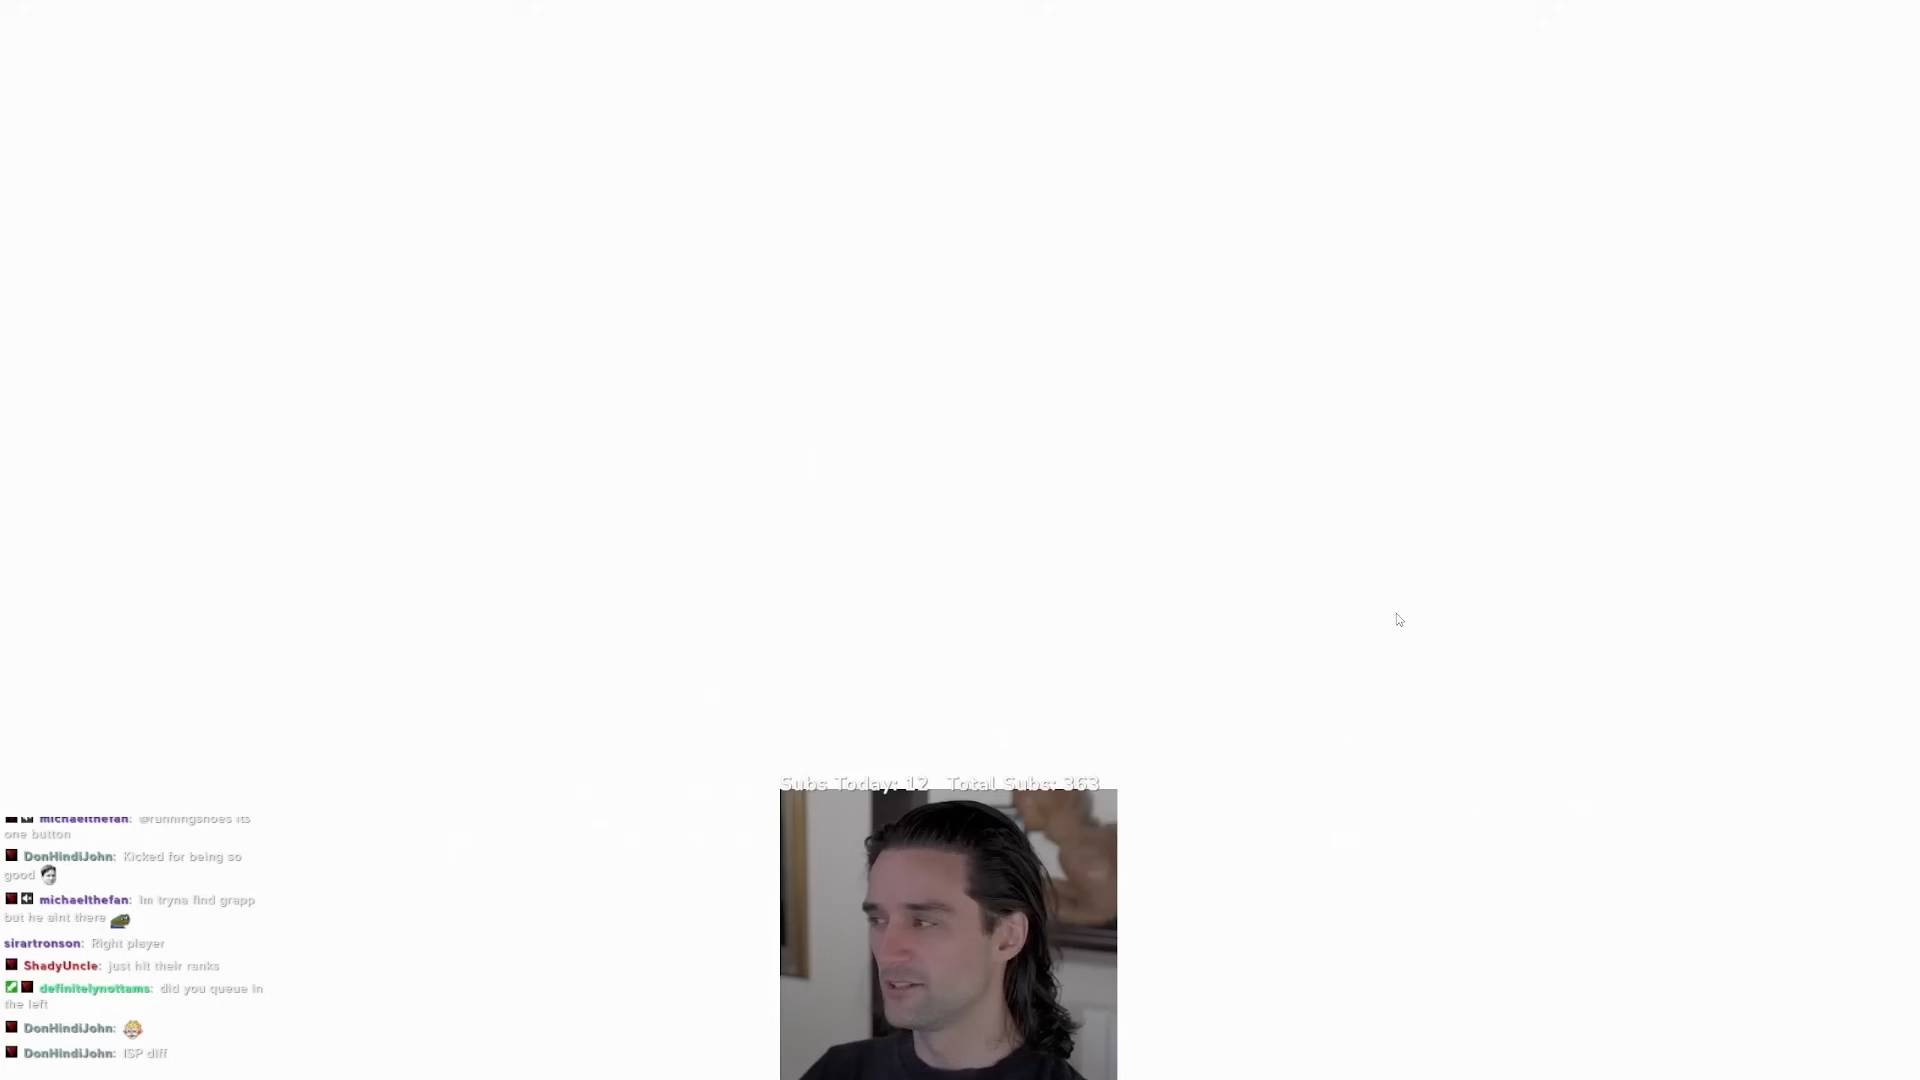 Subs Today: 12 Total Subs: 363
michaelthefan: @runningshoes its
one button
DonHindiJohn: Kicked for being so
good
michaelthefan: Im tryna find grapp
but he aint there
sirartronson: Right player
ShadyUncle: just hit their ranks
definitelynottams: did you queue in
the left
DonHindiJohn:
DonHindiJohn: ISP diff